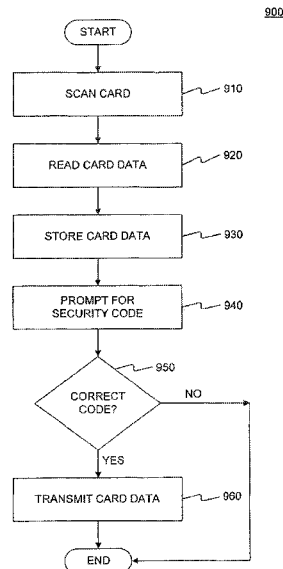 900
START
SCAN CARD
910
READ CARD DATA
920
STORE CARD DATA
930
PROMPT FOR
SECURITY CODE
940
950
CORRECT
CODE?
NO
YES
TRANSMIT CARD DATA
960
END